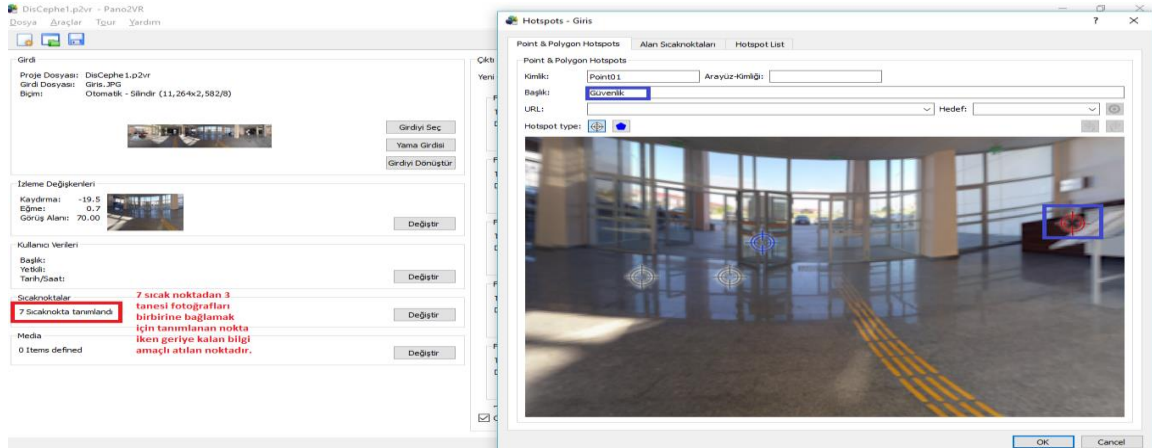 DisCephe1.p2vr - Pano2VR
Dosya Araçlar Tour Yardım
Girdi
Proje Dosyası: DisCephe1.p2vr
Girdi Dosyası: Giris.JPG
Biçim: Otomatik - Silindir (11,264x2,582/8)
Girdiyi Seç
Yama Girdisi
Girdiyi Dönüştür
İzleme Değişkenleri
Kaydırma: -19.5
Eğme: 0.7
Görüş Alanı: 70.00
Değiştir
Kullanıcı Verileri
Başlık:
Yetkili:
Tarih/Saat:
Değiştir
Sıcaknoktalar
7 Sıcaknokta tanımlandı
Değiştir
7 sıcak noktadan 3
tanesi fotoğrafları
birbirine bağlamak
için tanımlanan nokta
iken geriye kalan bilgi
amaçlı atılan noktadır.
Media
0 Items defined
Değiştir
Çıktı
Yeni
Hotspots - Giris
Point & Polygon Hotspots Alan Sıcaknoktaları Hotspot List
Point & Polygon Hotspots
Kimlik: Point01 Arayüz-Kimliği:
Başlık: Güvenlik
URL: Hedef:
Hotspot type:
OK Cancel